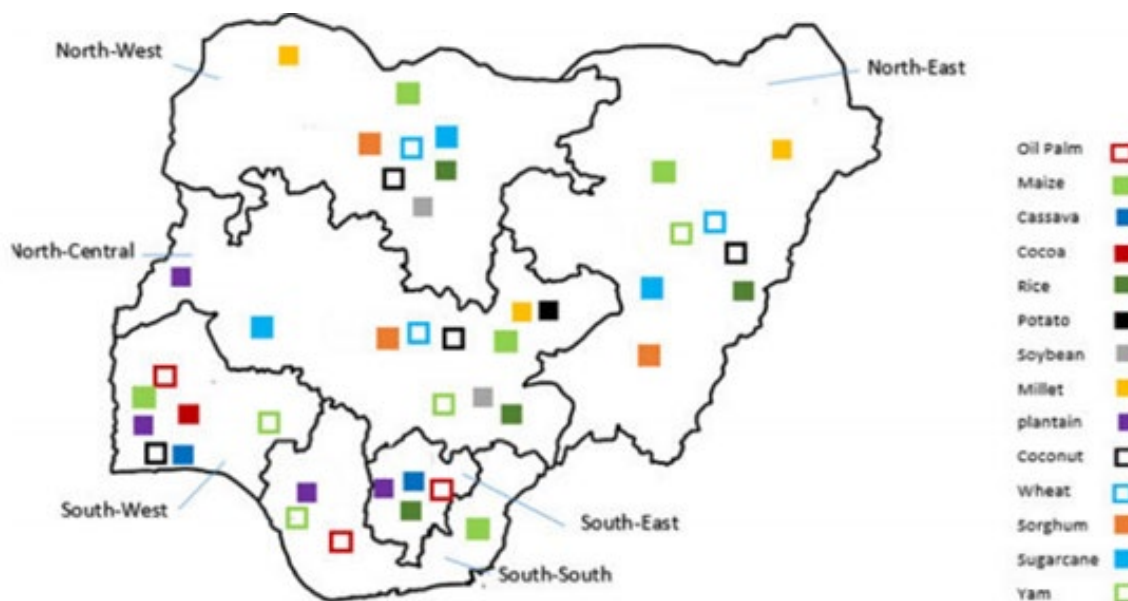 North-West
North-East
North-Central
South-West
South-East
South-South
Oil Palm
Maize
Cassava
Cocoa
Rice
Potato
Soybean
Millet
plantain
Coconut
Wheat
Sorghum
Sugarcane
Yam